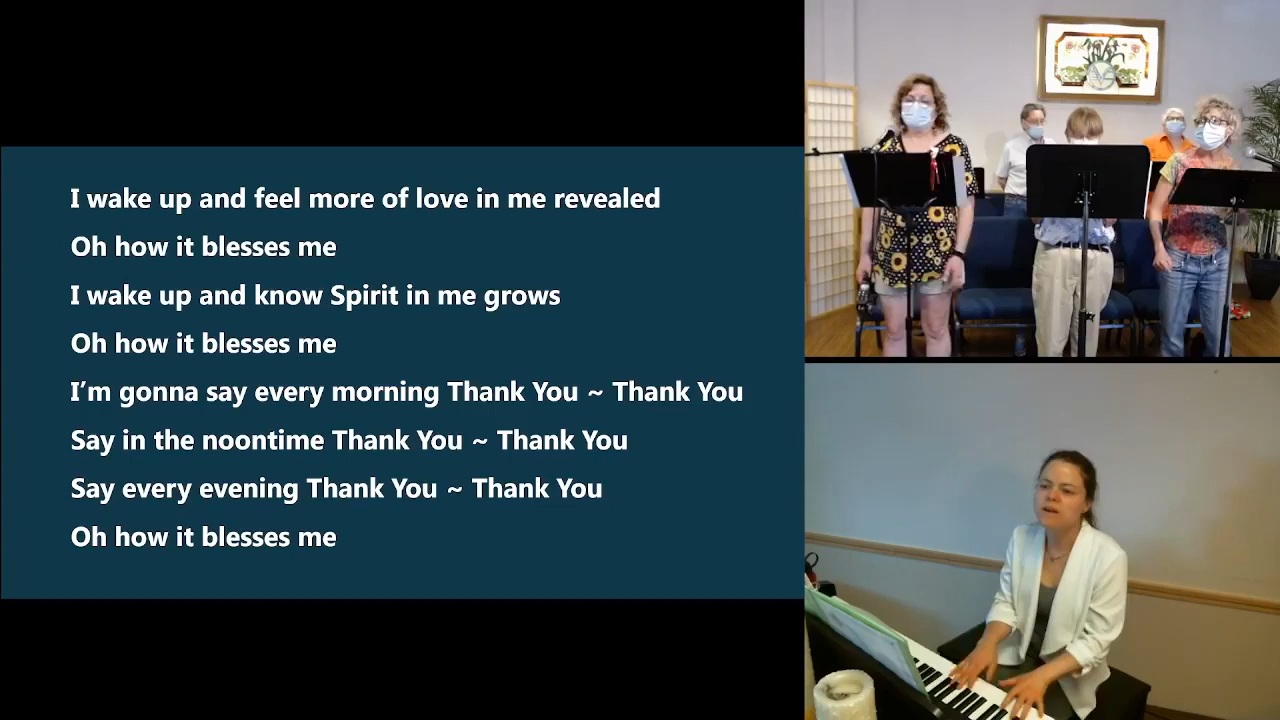 I wake up and feel more of love in me revealed
Oh how it blesses me
I wake up and know Spirit in me grows
Oh how it blesses me
I’m gonna say every morning Thank You ~ Thank You
Say in the noontime Thank You ~ Thank You
Say every evening Thank You ~ Thank You
Oh how it blesses me